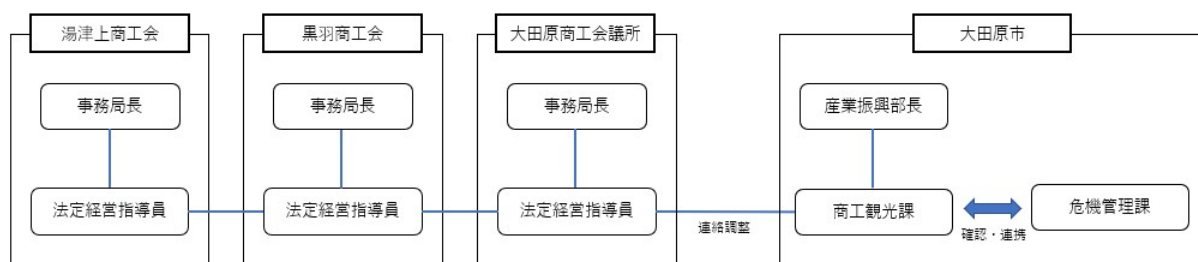 湯津上商工会
黒羽商工会
大田原商工会議所
大田原市
事務局長
事務局長
事務局長
産業振興部長
法定経営指導員
法定経営指導員
法定経営指導員
連絡調整
商工観光課
確認・連携
危機管理課